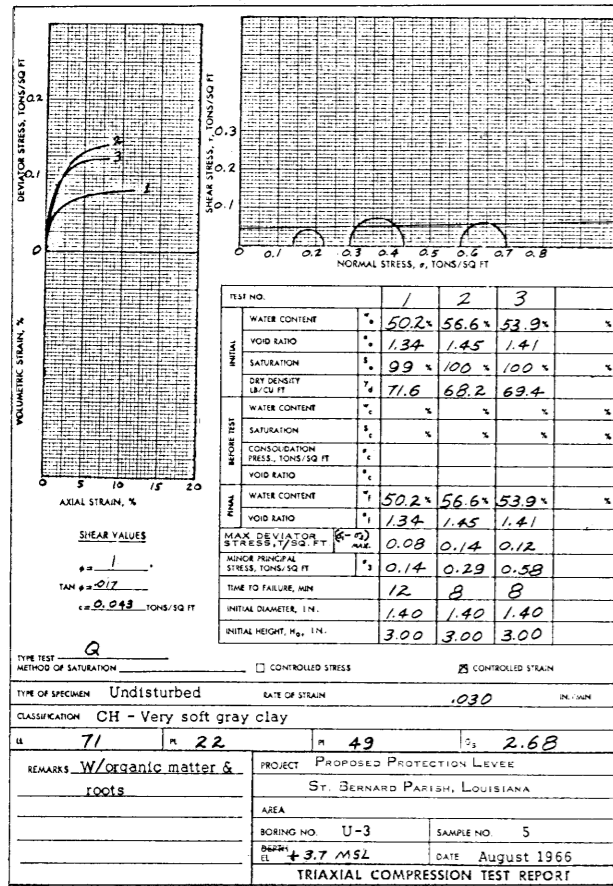 DEVIATOR STRESS, TONS/SQ FT
0.2
0.1
0
2
3
1
VOLUMETRIC STRAIN, %
0 5 10 15 20
AXIAL STRAIN, %
SHEAR STRESS, τ, TONS/SQ FT
0.3
0.2
0.1
0 0.1 0.2 0.3 0.4 0.5 0.6 0.7 0.8
NORMAL STRESS, σ, TONS/SQ FT
TEST NO. 1 2 3
INITIAL
WATER CONTENT wo 50.2 % 56.6 % 53.9 % %
VOID RATIO eo 1.34 1.45 1.41
SATURATION So 99 % 100 % 100 % %
DRY DENSITY LB/CU FT γd 71.6 68.2 69.4
BEFORE TEST
WATER CONTENT wc % % % %
SATURATION Sc % % % %
CONSOLIDATION PRESS., TONS/SQ FT σc
VOID RATIO ec
FINAL
WATER CONTENT wf 50.2 % 56.6 % 53.9 % %
VOID RATIO ef 1.34 1.45 1.41
MAX DEVIATOR STRESS, T/SQ. FT (σ1 - σ3) MAX. 0.08 0.14 0.12
MINOR PRINCIPAL STRESS, TONS/SQ FT σ3 0.14 0.29 0.58
TIME TO FAILURE, MIN 12 8 8
INITIAL DIAMETER, IN. 1.40 1.40 1.40
INITIAL HEIGHT, Ho, IN. 3.00 3.00 3.00
SHEAR VALUES
φ = 1 °
TAN φ = .017
c = 0.043 TONS/SQ FT
TYPE TEST Q
METHOD OF SATURATION
CONTROLLED STRESS
CONTROLLED STRAIN
TYPE OF SPECIMEN Undisturbed RATE OF STRAIN .030 IN./MIN
CLASSIFICATION CH - Very soft gray clay
LL 71 PL 22 PI 49 Gs 2.68
REMARKS W/organic matter & roots
PROJECT PROPOSED PROTECTION LEVEE
ST. BERNARD PARISH, LOUISIANA
AREA
BORING NO. U-3 SAMPLE NO. 5
DEPTH
EL + 3.7 MSL DATE August 1966
TRIAXIAL COMPRESSION TEST REPORT